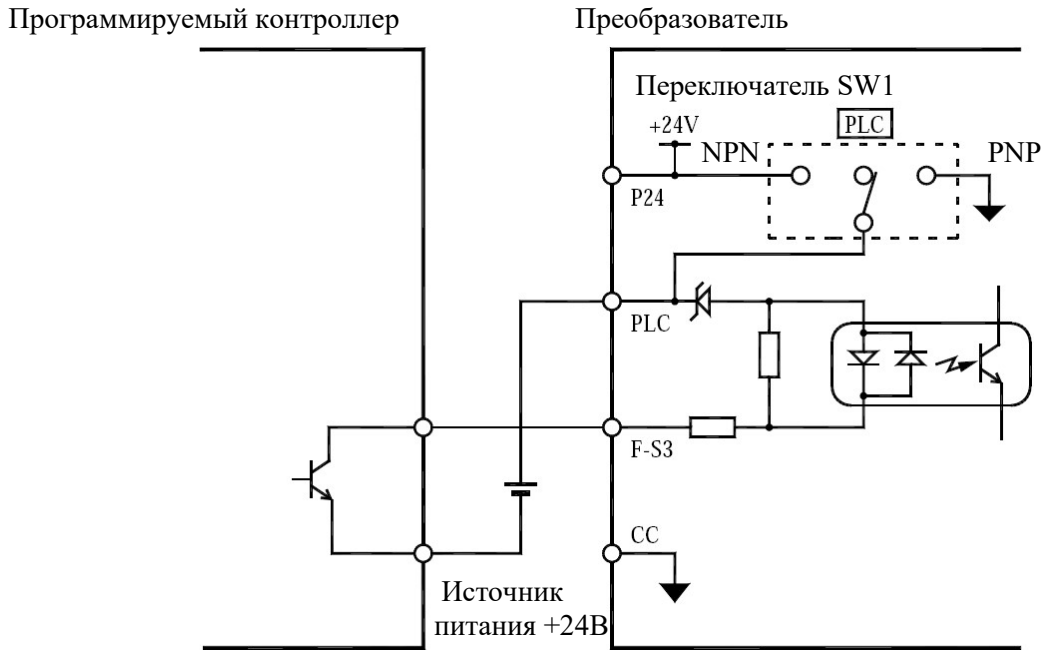 Программируемый контроллер
Преобразователь
Переключатель SW1
+24V
PLC
NPN
PNP
P24
PLC
F-S3
CC
Источник
питания +24В